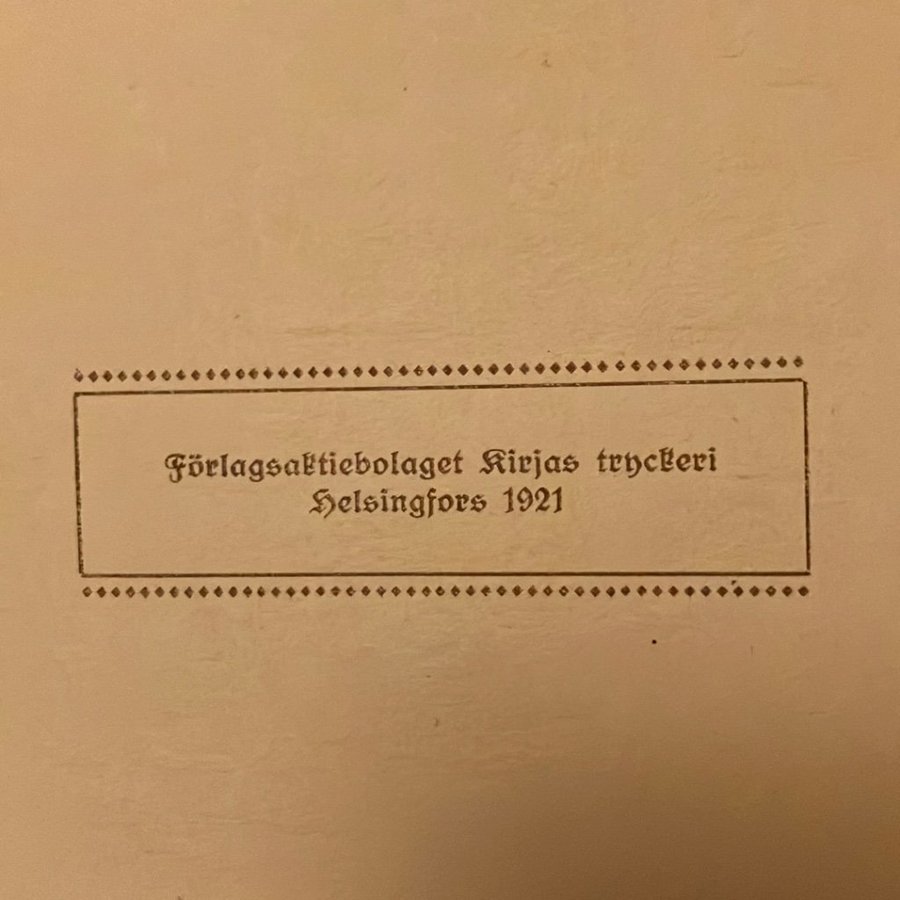 Förlagsaktiebolaget Kirjas tryckeri
Helsingfors 1921